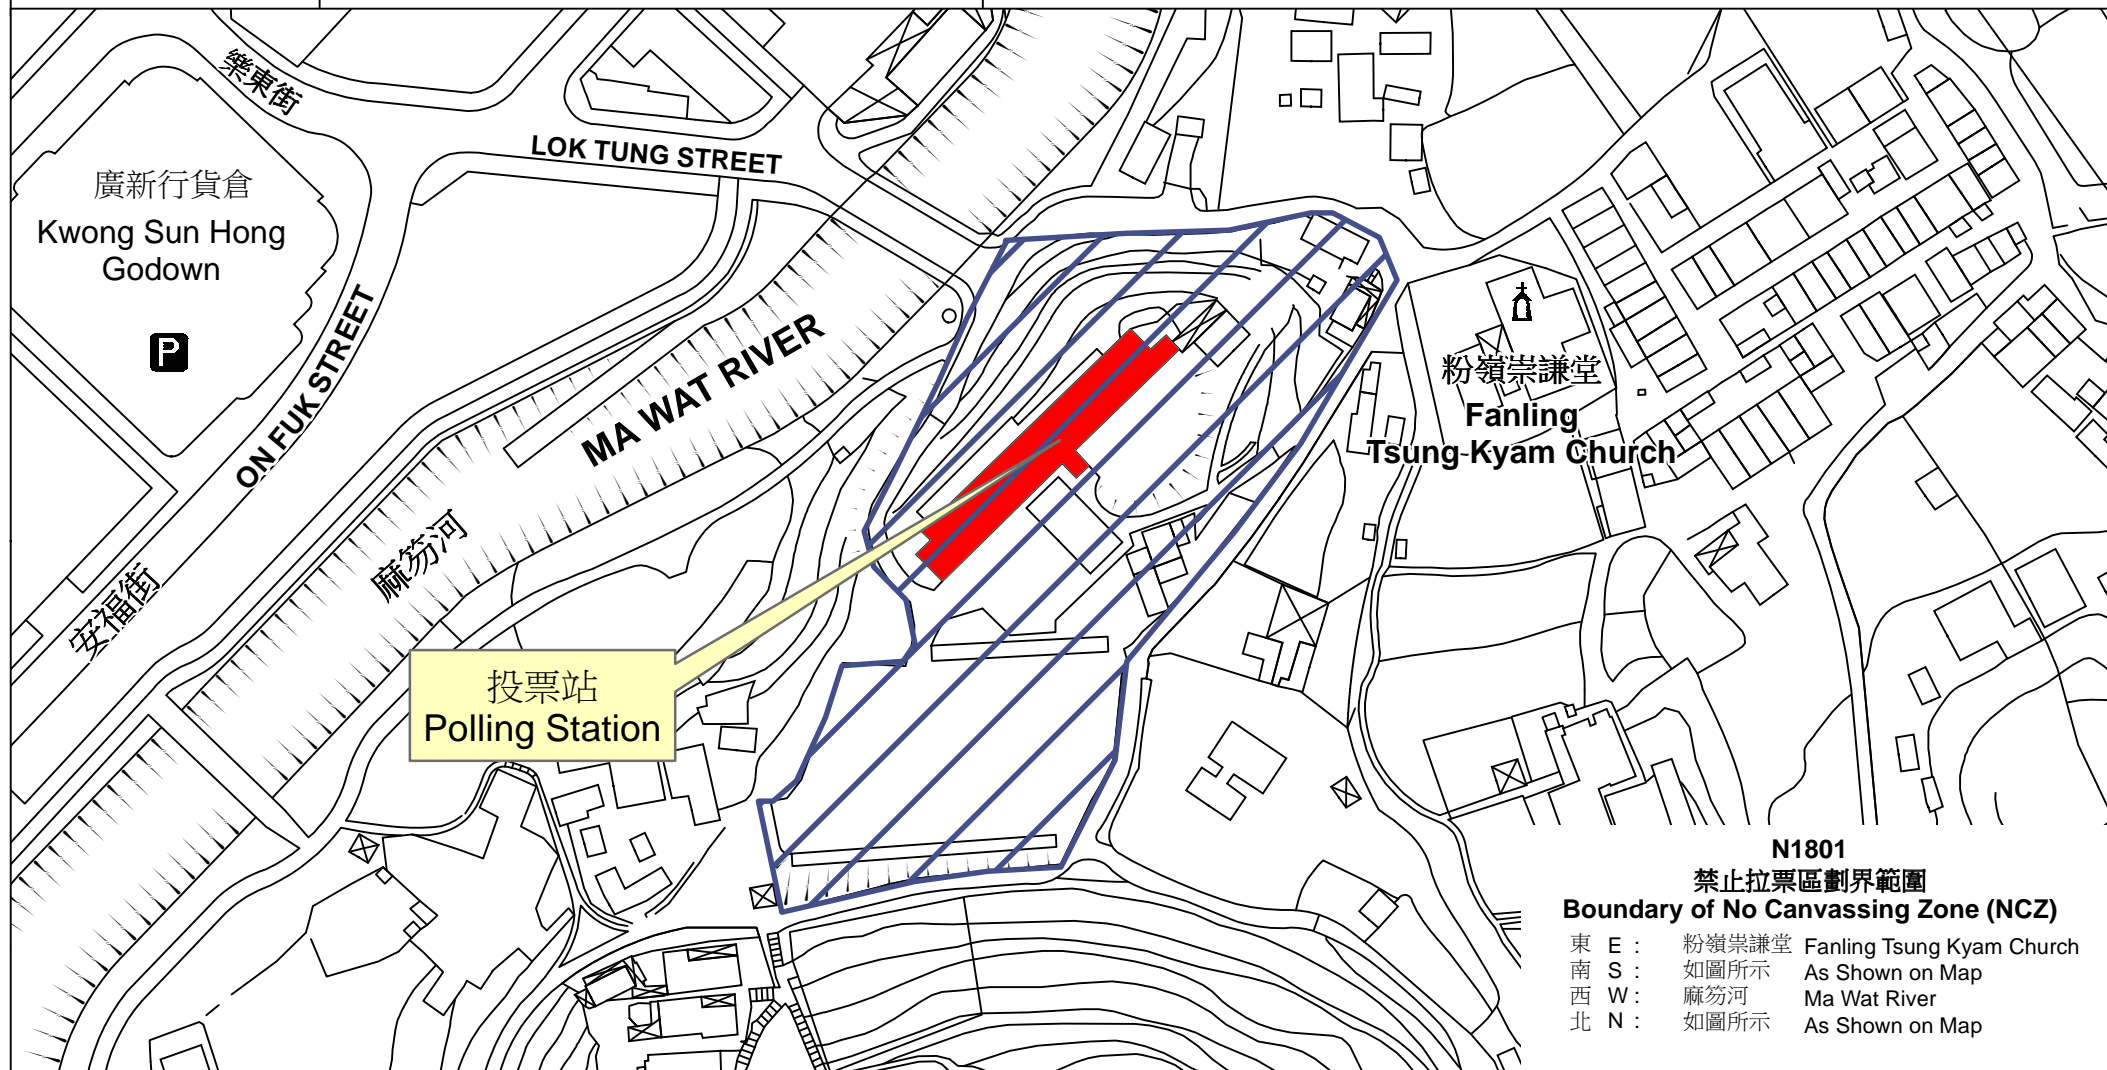 樂東街
LOK TUNG STREET
廣新行貨倉
Kwong Sun Hong
Godown
P
ON FUK STREET
安福街
MA WAT RIVER
麻笏河
粉嶺崇謙堂
Fanling
Tsung Kyam Church
投票站
Polling Station
N1801
禁止拉票區劃界範圍
Boundary of No Canvassing Zone (NCZ)
東 E : 粉嶺崇謙堂 Fanling Tsung Kyam Church
南 S : 如圖所示 As Shown on Map
西 W : 麻笏河 Ma Wat River
北 N : 如圖所示 As Shown on Map